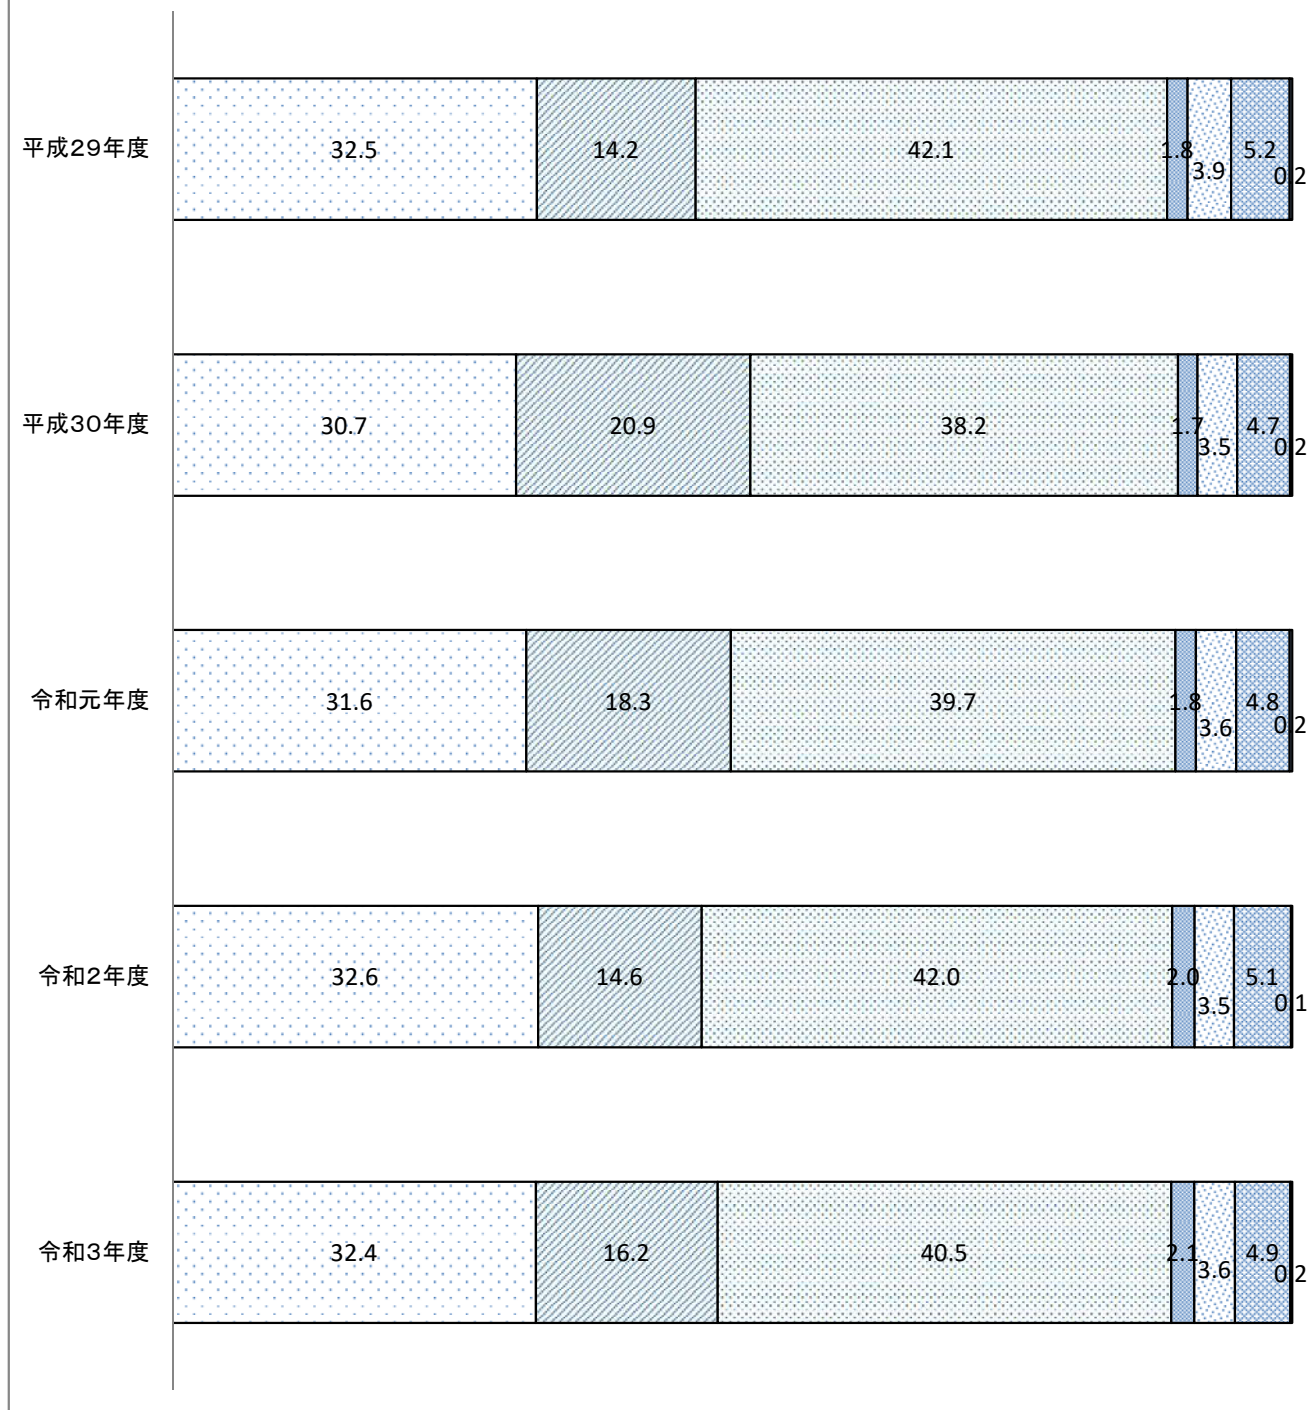 平成29年度 32.5 14.2 42.1 1.8 3.9 5.2 0.2
平成30年度 30.7 20.9 38.2 1.7 3.5 4.7 0.2
令和元年度 31.6 18.3 39.7 1.8 3.6 4.8 0.2
令和2年度 32.6 14.6 42.0 2.0 3.5 5.1 0.1
令和3年度 32.4 16.2 40.5 2.1 3.6 4.9 0.2